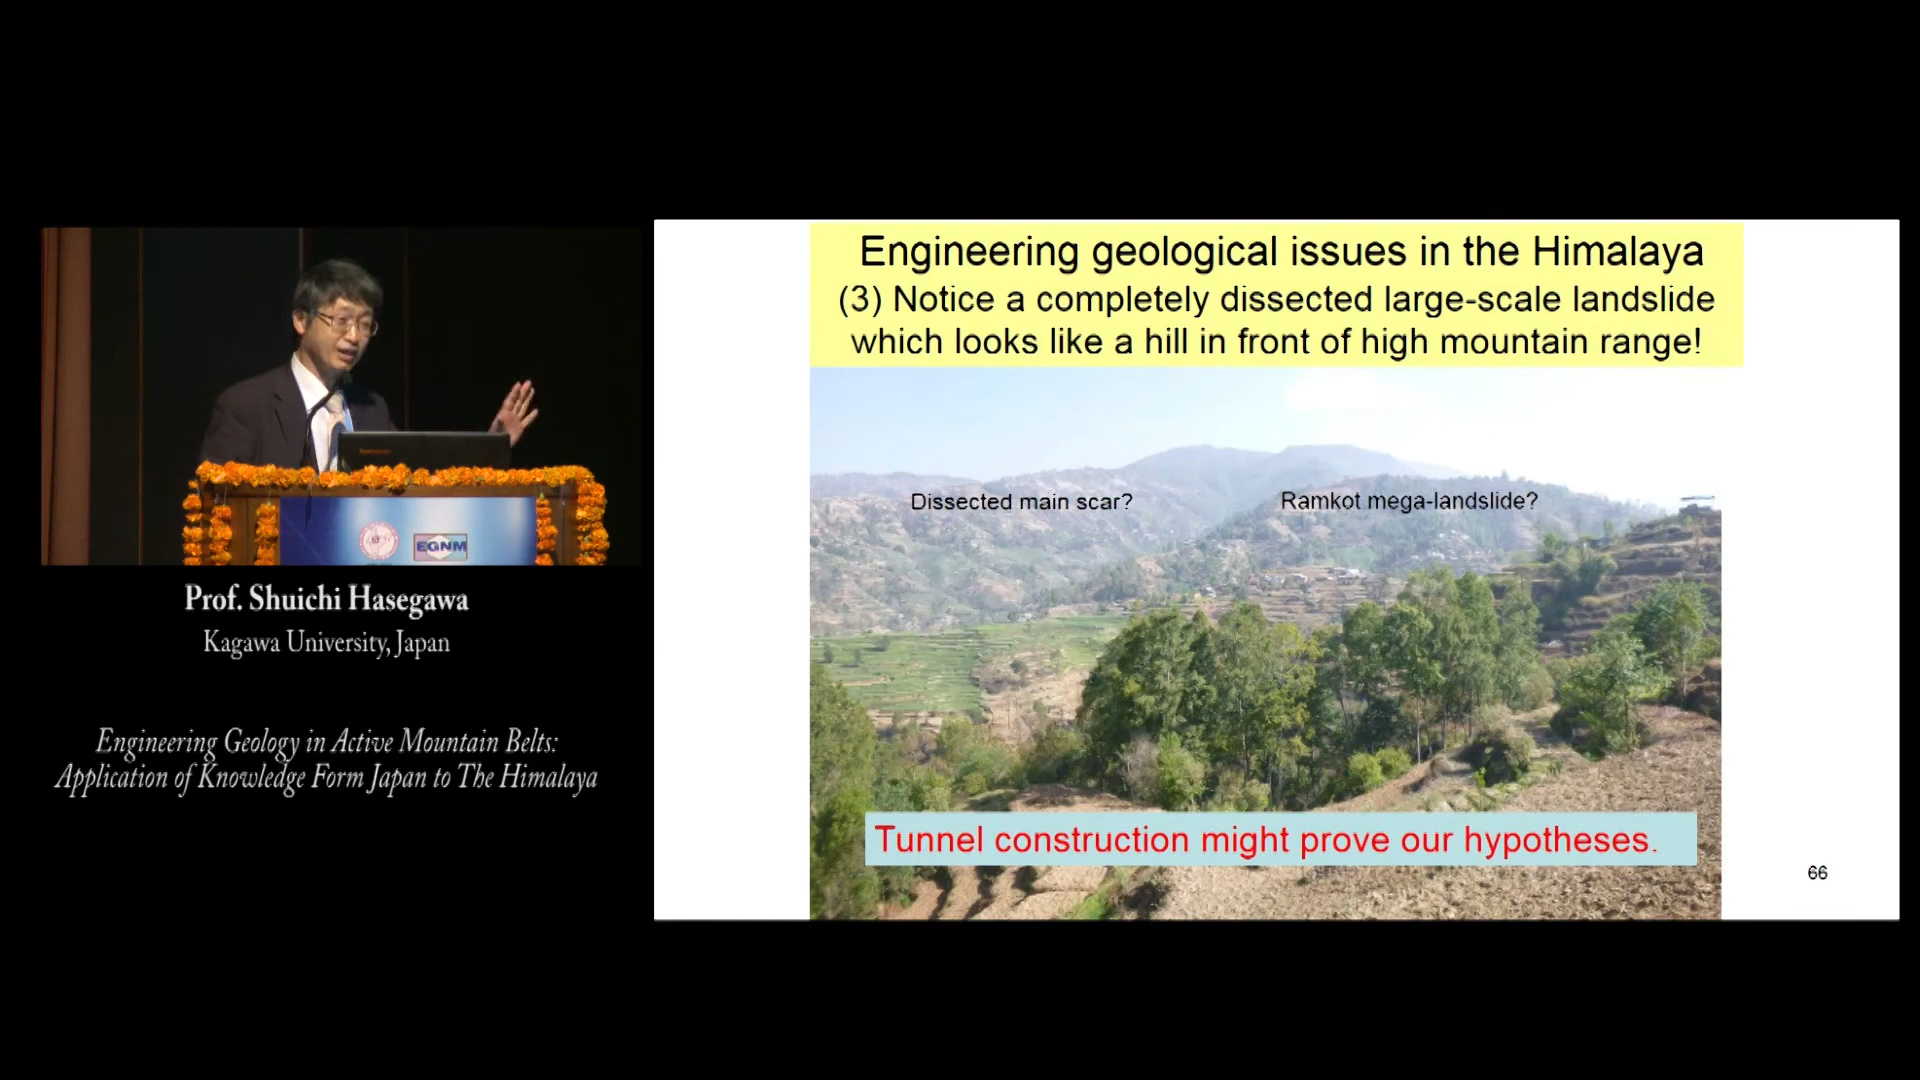 EGNM
Prof. Shuichi Hasegawa
Kagawa University, Japan
Engineering Geology in Active Mountain Belts:
Application of Knowledge Form Japan to The Himalaya
Engineering geological issues in the Himalaya
(3) Notice a completely dissected large-scale landslide
which looks like a hill in front of high mountain range!
Dissected main scar?
Ramkot mega-landslide?
Tunnel construction might prove our hypotheses.
66